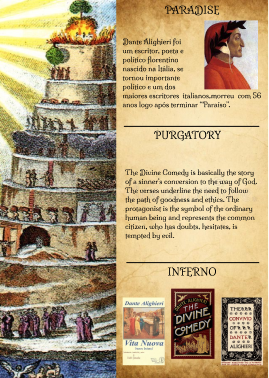 PARADISE
Dante Alighieri foi
um escritor, poeta e
político florentino
nascido na Itália, se
tornou importante
político e um dos
maiores escritores italianos,morreu com 56
anos logo após terminar "Paraíso".
PURGATORY
The Divine Comedy is basically the story
of a sinner's conversion to the way of God.
The verses underline the need to follow
the path of goodness and ethics. The
protagonist is the symbol of the ordinary
human being and represents the common
citizen, who has doubts, hesitates, is
tempted by evil.
INFERNO
Dante Alighieri
Vita Nuova
THE
DIVINE
COMEDY
THE
CONVIVIO
OF
DANTE
ALIGHIERI